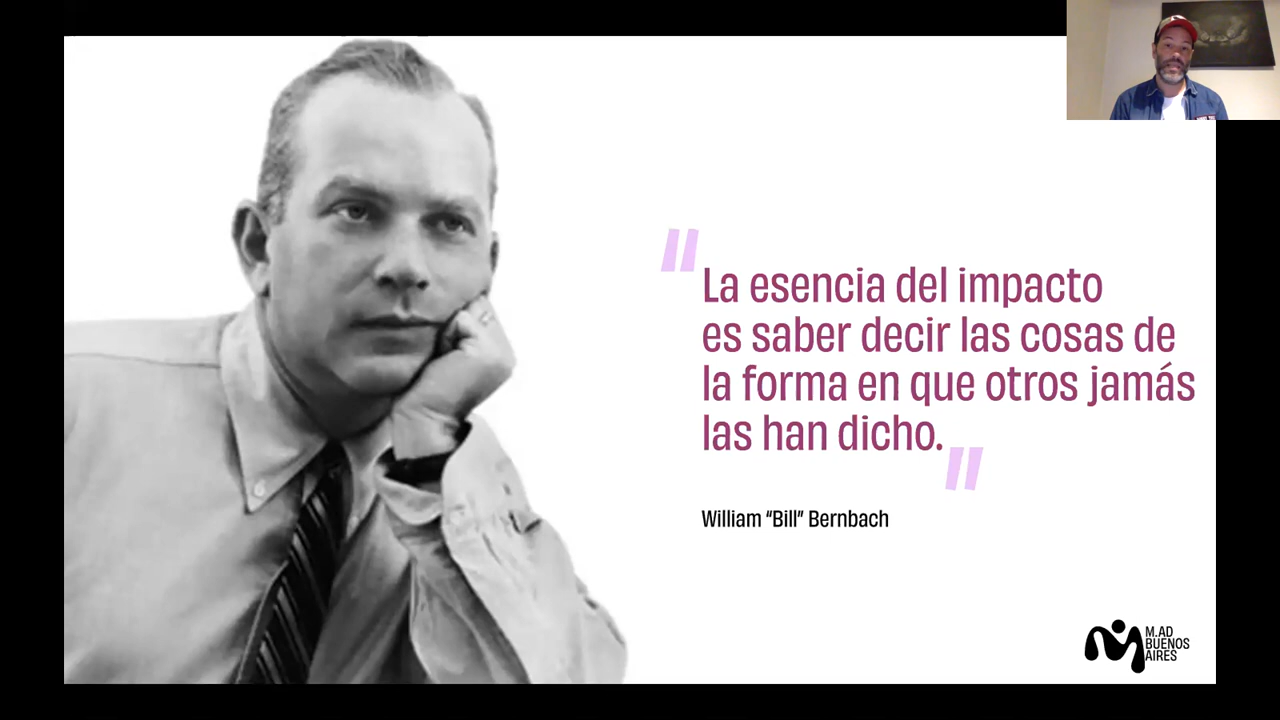 "La esencia del impacto
es saber decir las cosas de
la forma en que otros jamás
las han dicho."
William "Bill" Bernbach
M.AD
BUENOS
AIRES